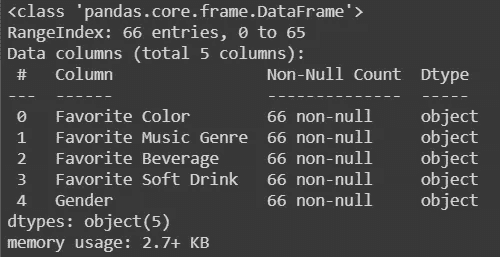 <class 'pandas.core.frame.DataFrame'>
RangeIndex: 66 entries, 0 to 65
Data columns (total 5 columns):
 #   Column                Non-Null Count  Dtype
---  ------                --------------  -----
 0   Favorite Color        66 non-null     object
 1   Favorite Music Genre  66 non-null     object
 2   Favorite Beverage     66 non-null     object
 3   Favorite Soft Drink   66 non-null     object
 4   Gender                66 non-null     object
dtypes: object(5)
memory usage: 2.7+ KB